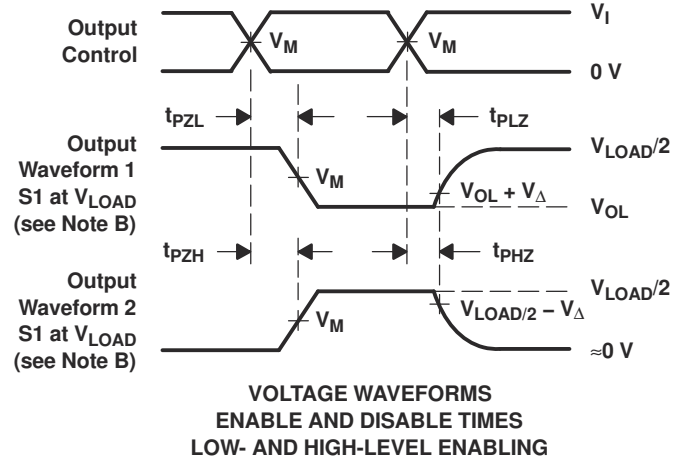 Output
Control
V_M
V_M
V_I
0 V
t_PZL
t_PLZ
Output
Waveform 1
S1 at V_LOAD
(see Note B)
V_M
V_OL + V_Δ
V_LOAD/2
V_OL
t_PZH
t_PHZ
Output
Waveform 2
S1 at V_LOAD
(see Note B)
V_M
V_LOAD/2 − V_Δ
V_LOAD/2
≈0 V
VOLTAGE WAVEFORMS
ENABLE AND DISABLE TIMES
LOW- AND HIGH-LEVEL ENABLING